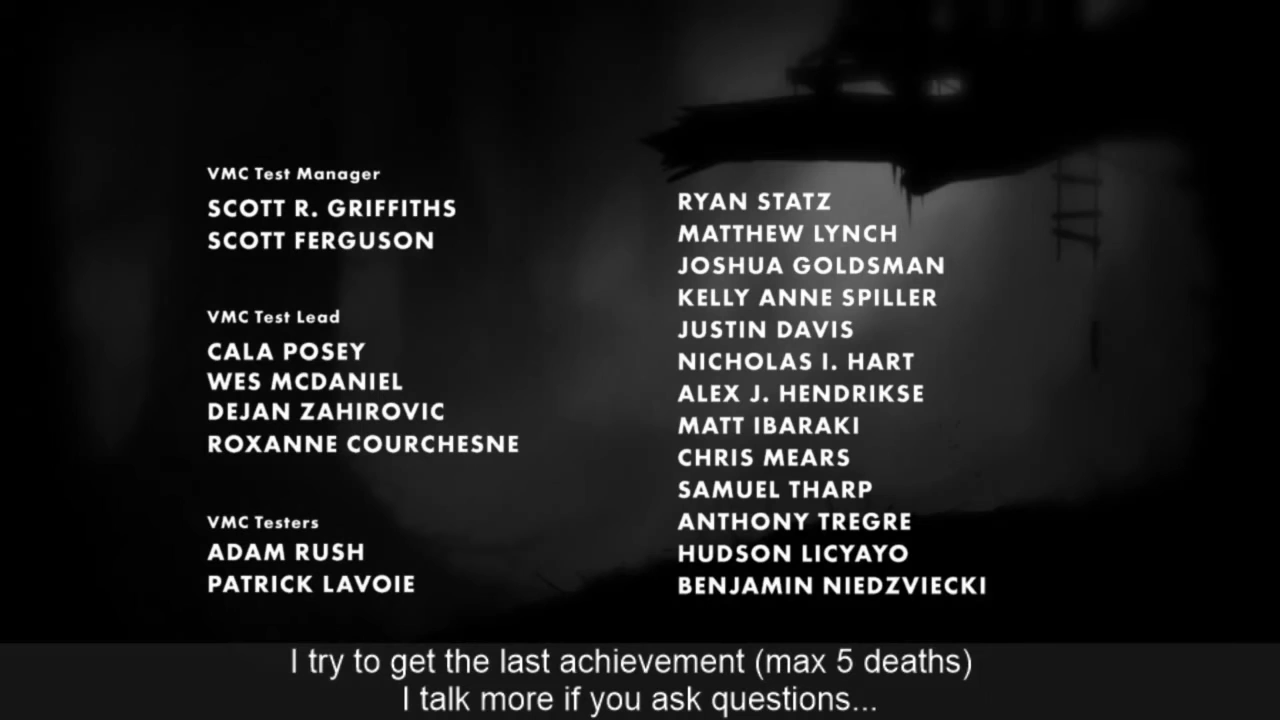 VMC Test Manager
SCOTT R. GRIFFITHS
SCOTT FERGUSON
VMC Test Lead
CALA POSEY
WES MCDANIEL
DEJAN ZAHIROVIC
ROXANNE COURCHESNE
VMC Testers
ADAM RUSH
PATRICK LAVOIE
RYAN STATZ
MATTHEW LYNCH
JOSHUA GOLDSMAN
KELLY ANNE SPILLER
JUSTIN DAVIS
NICHOLAS I. HART
ALEX J. HENDRIKSE
MATT IBARAKI
CHRIS MEARS
SAMUEL THARP
ANTHONY TREGRE
HUDSON LICYAYO
BENJAMIN NIEDZVIECKI
I try to get the last achievement (max 5 deaths)
I talk more if you ask questions...